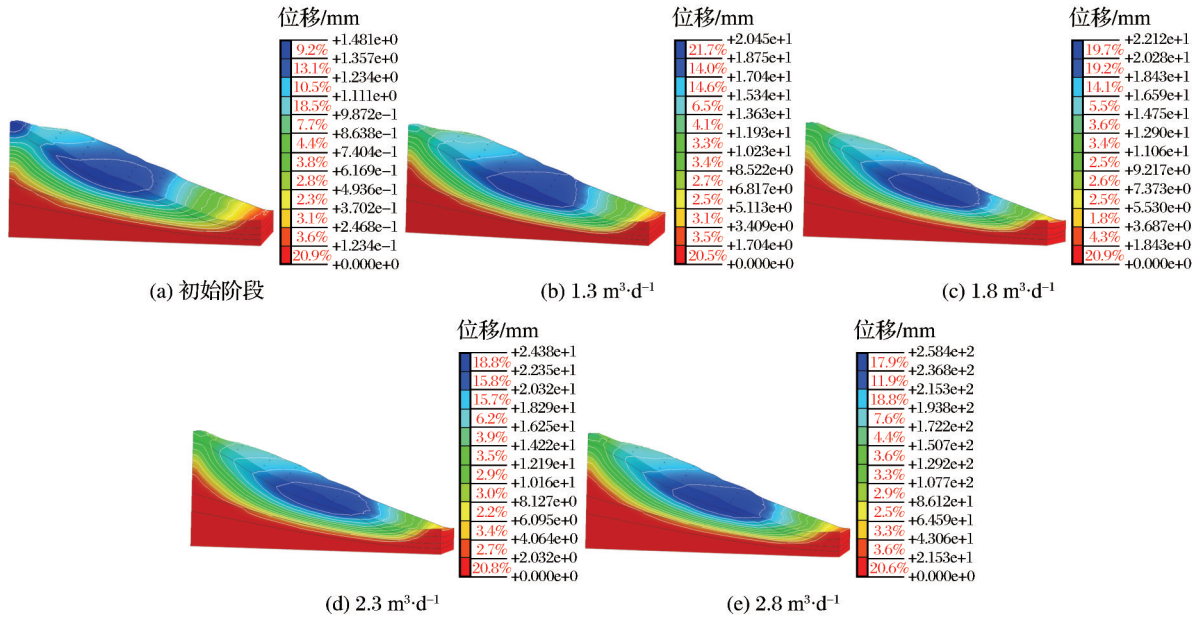 位移/mm
+1.481e+0
9.2%
+1.357e+0
13.1%
+1.234e+0
10.5%
+1.111e+0
18.5%
+9.872e−1
7.7%
+8.638e−1
4.4%
+7.404e−1
3.8%
+6.169e−1
2.8%
+4.936e−1
2.3%
+3.702e−1
3.1%
+2.468e−1
3.6%
+1.234e−1
20.9%
+0.000e+0
(a) 初始阶段
位移/mm
+2.045e+1
21.7%
+1.875e+1
14.0%
+1.704e+1
14.6%
+1.534e+1
6.5%
+1.363e+1
4.1%
+1.193e+1
3.3%
+1.023e+1
3.4%
+8.522e+0
2.7%
+6.817e+0
2.5%
+5.113e+0
3.1%
+3.409e+0
3.5%
+1.704e+0
20.5%
+0.000e+0
(b) 1.3 m³·d⁻¹
位移/mm
+2.212e+1
19.7%
+2.028e+1
19.2%
+1.843e+1
14.1%
+1.659e+1
5.5%
+1.475e+1
3.6%
+1.290e+1
3.4%
+1.106e+1
2.5%
+9.217e+0
2.6%
+7.373e+0
2.5%
+5.530e+0
1.8%
+3.687e+0
4.3%
+1.843e+0
20.9%
+0.000e+0
(c) 1.8 m³·d⁻¹
位移/mm
+2.438e+1
18.8%
+2.235e+1
15.8%
+2.032e+1
15.7%
+1.829e+1
6.2%
+1.625e+1
3.9%
+1.422e+1
3.5%
+1.219e+1
2.9%
+1.016e+1
3.0%
+8.127e+0
2.2%
+6.095e+0
3.4%
+4.064e+0
2.7%
+2.032e+0
20.8%
+0.000e+0
(d) 2.3 m³·d⁻¹
位移/mm
+2.584e+2
17.9%
+2.368e+2
11.9%
+2.153e+2
18.8%
+1.938e+2
7.6%
+1.722e+2
4.4%
+1.507e+2
3.6%
+1.292e+2
3.3%
+1.077e+2
2.9%
+8.612e+1
2.5%
+6.459e+1
3.3%
+4.306e+1
3.6%
+2.153e+1
20.6%
+0.000e+0
(e) 2.8 m³·d⁻¹